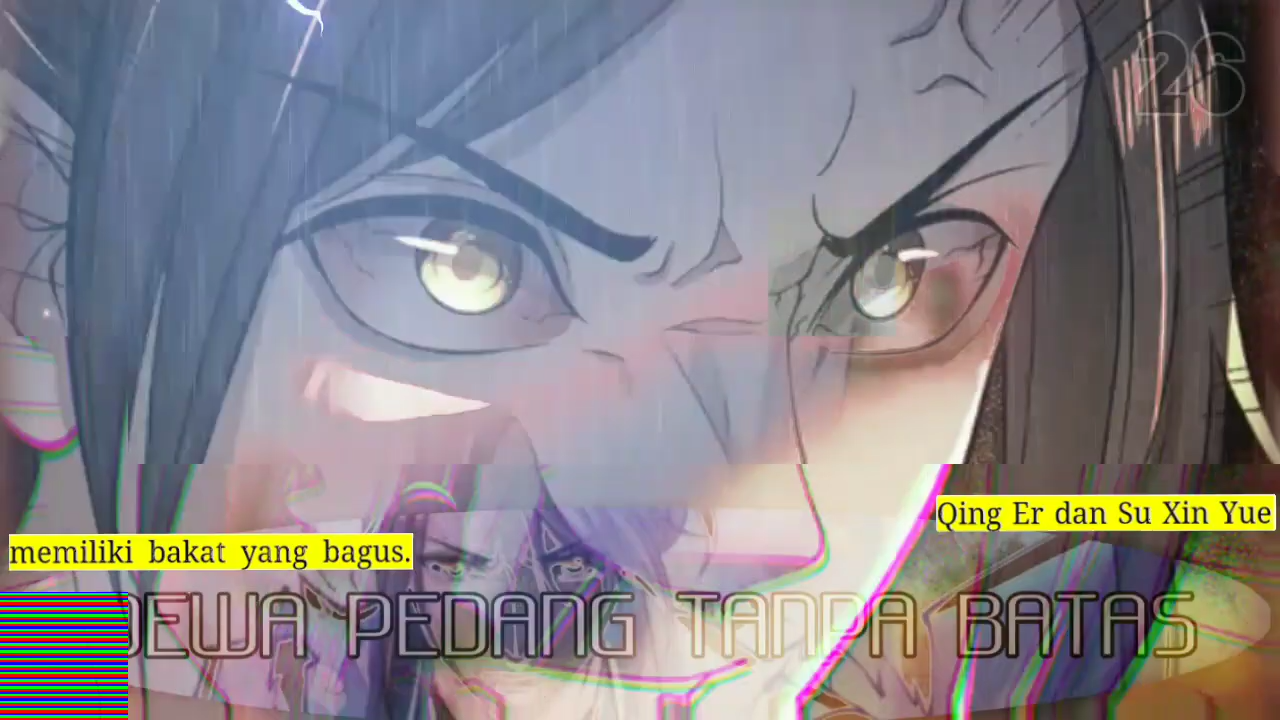 26
Qing Er dan Su Xin Yue
memiliki bakat yang bagus.
DEWA PEDANG TANPA BATAS